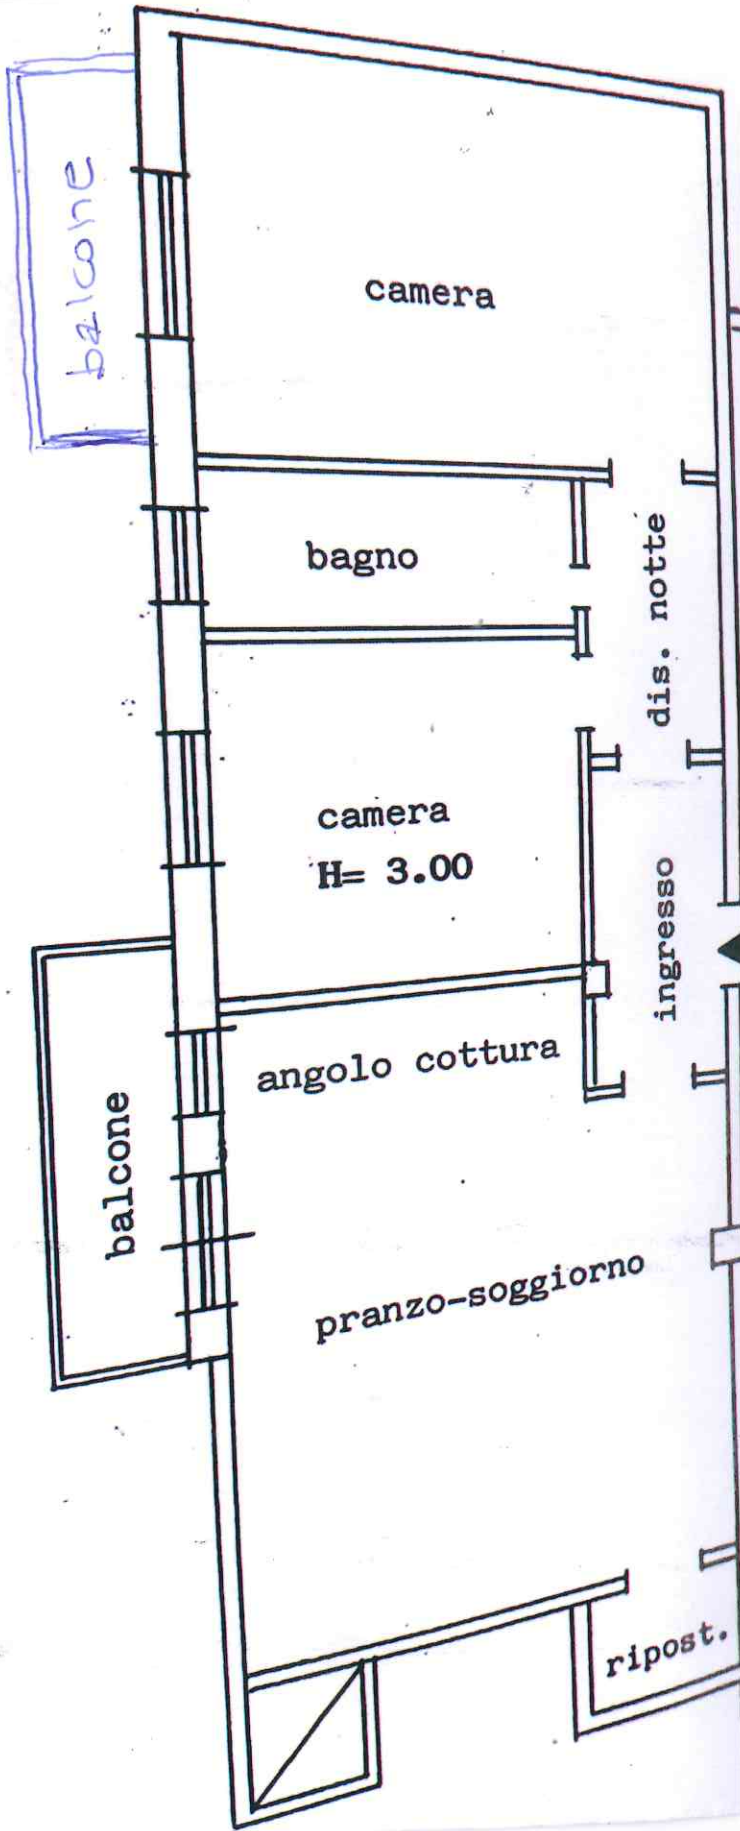 balcone
camera
bagno
dis. notte
camera
H= 3.00
ingresso
angolo cottura
balcone
pranzo-soggiorno
ripost.